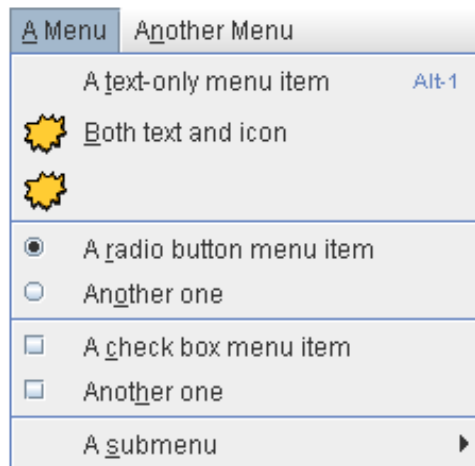 A Menu Another Menu
A text-only menu item Alt-1
Both text and icon
A radio button menu item
Another one
A check box menu item
Another one
A submenu